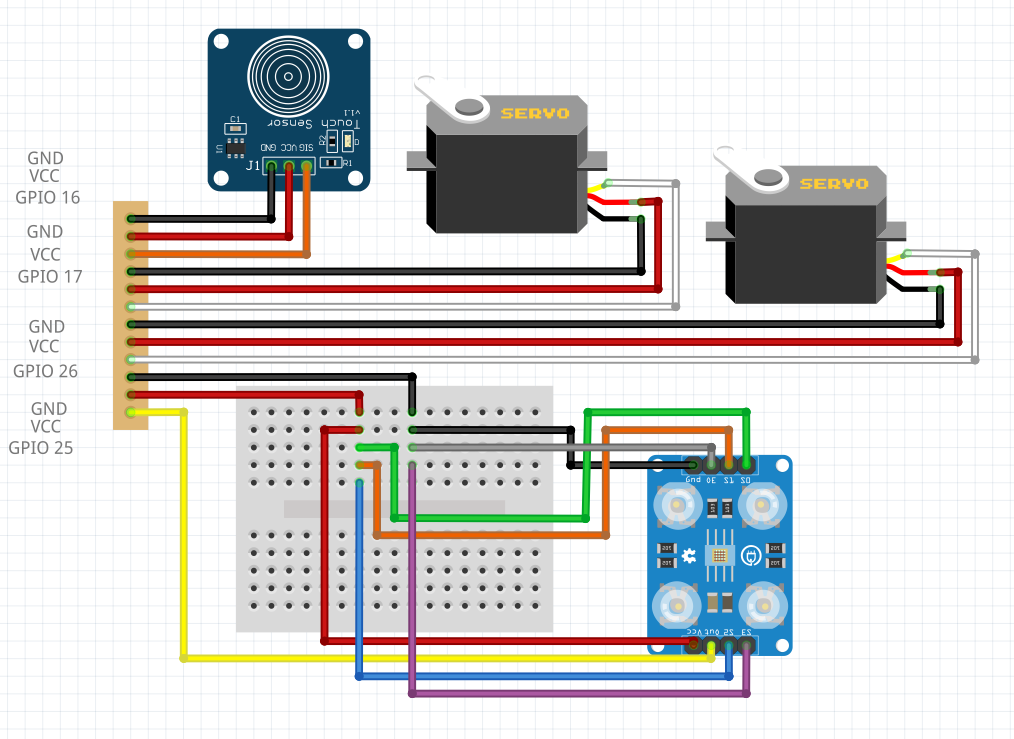 GND
VCC
GPIO 16
GND
VCC
GPIO 17
GND
VCC
GPIO 26
GND
VCC
GPIO 25
v1.1
Touch
Sensor
C1
U1
R2
D
R1
J1
GND VCC SIG
SERVO
SERVO
GND S1 S0
Vcc Out S2 S3